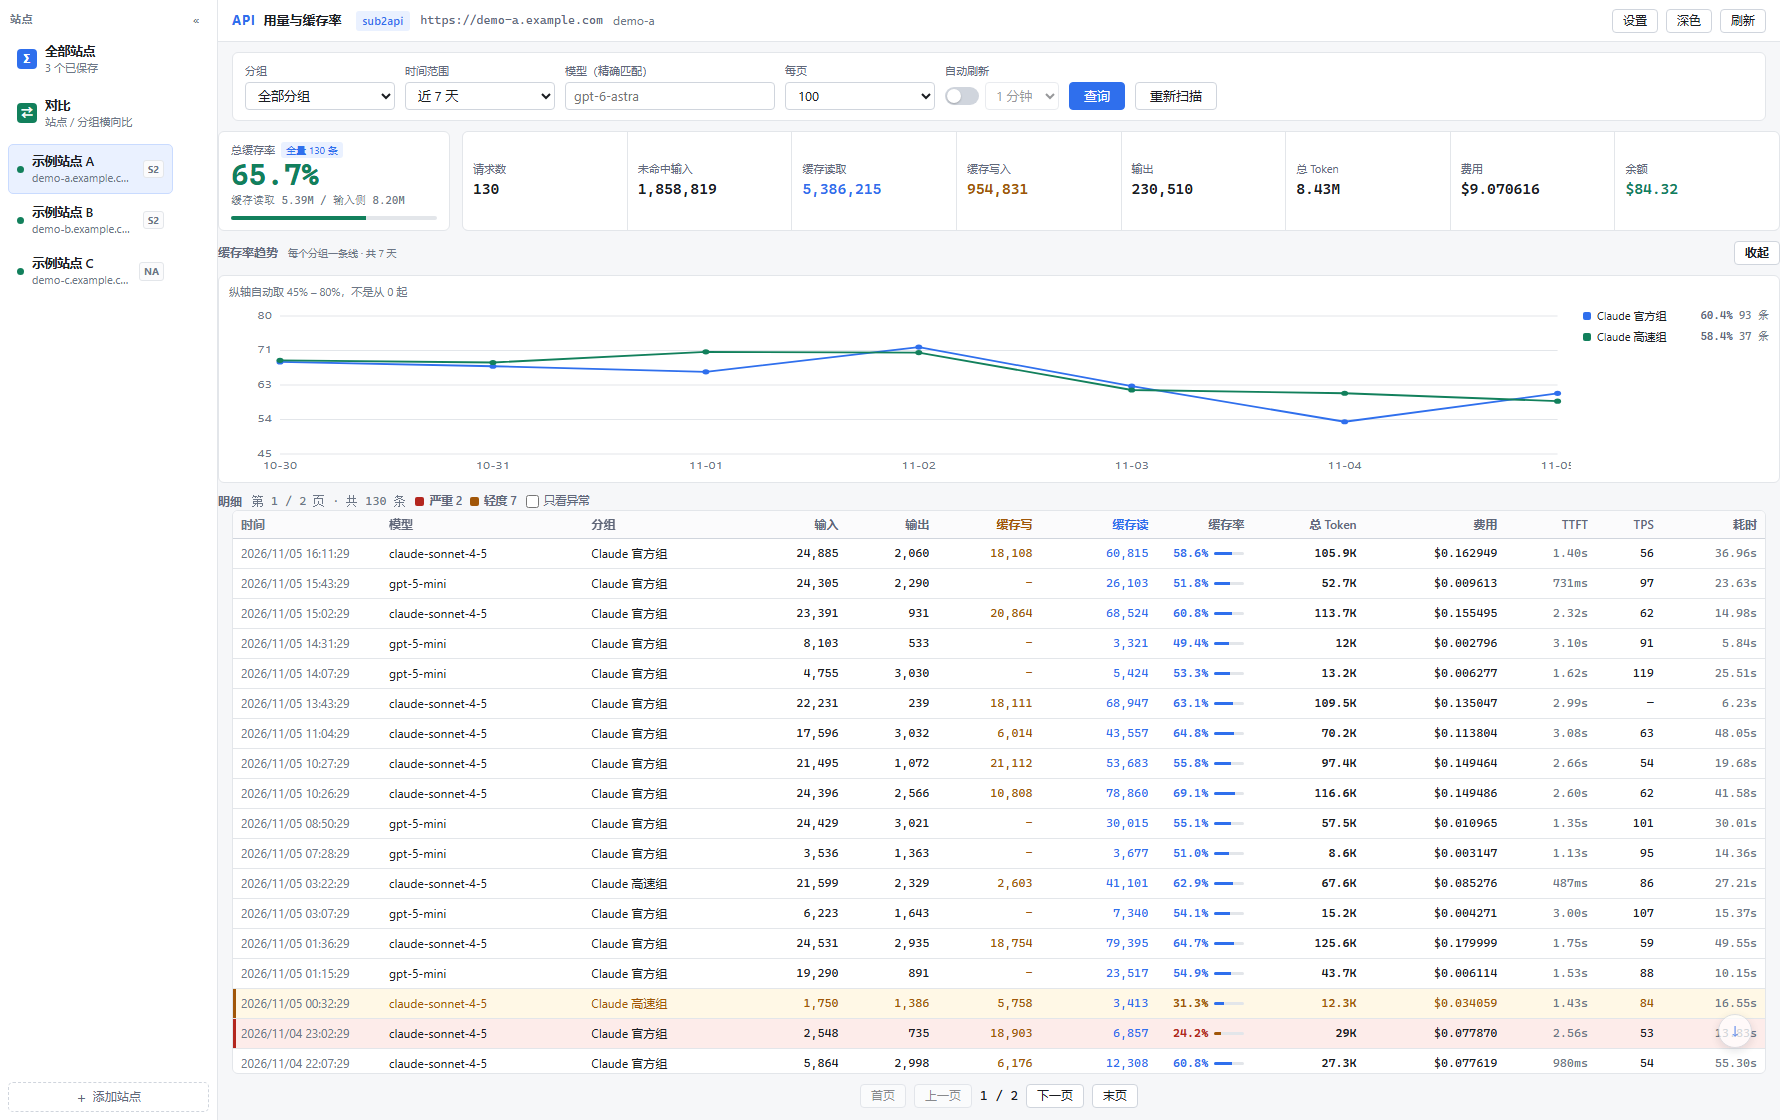 站点 «
Σ 全部站点
3 个已保存
对比
站点 / 分组横向比
示例站点 A
demo-a.example.c... S2
示例站点 B
demo-b.example.c... S2
示例站点 C
demo-c.example.c... NA
+ 添加站点
API 用量与缓存率 sub2api https://demo-a.example.com demo-a 设置 深色 刷新
分组 时间范围 模型（精确匹配） 每页 自动刷新
全部分组 近 7 天 gpt-6-astra 100 1 分钟 查询 重新扫描
总缓存率 全量 130 条
65.7%
缓存读取 5.39M / 输入侧 8.20M
请求数 未命中输入 缓存读取 缓存写入 输出 总 Token 费用 余额
130 1,858,819 5,386,215 954,831 230,510 8.43M $9.070616 $84.32
缓存率趋势 每个分组一条线 · 共 7 天 收起
纵轴自动取 45% – 80%，不是从 0 起
80
71
63
54
45
10-30 10-31 11-01 11-02 11-03 11-04 11-05
Claude 官方组 60.4% 93 条
Claude 高速组 58.4% 37 条
明细 第 1 / 2 页 · 共 130 条 严重 2 轻度 7 只看异常
时间 模型 分组 输入 输出 缓存写 缓存读 缓存率 总 Token 费用 TTFT TPS 耗时
2026/11/05 16:11:29 claude-sonnet-4-5 Claude 官方组 24,885 2,060 18,108 60,815 58.6% 105.9K $0.162949 1.40s 56 36.96s
2026/11/05 15:43:29 gpt-5-mini Claude 官方组 24,305 2,290 – 26,103 51.8% 52.7K $0.009613 731ms 97 23.63s
2026/11/05 15:02:29 claude-sonnet-4-5 Claude 官方组 23,391 931 20,864 68,524 60.8% 113.7K $0.155495 2.32s 62 14.98s
2026/11/05 14:31:29 gpt-5-mini Claude 官方组 8,103 533 – 3,321 49.4% 12K $0.002796 3.10s 91 5.84s
2026/11/05 14:07:29 gpt-5-mini Claude 官方组 4,755 3,030 – 5,424 53.3% 13.2K $0.006277 1.62s 119 25.51s
2026/11/05 13:43:29 claude-sonnet-4-5 Claude 官方组 22,231 239 18,111 68,947 63.1% 109.5K $0.135047 2.99s – 6.23s
2026/11/05 11:04:29 claude-sonnet-4-5 Claude 官方组 17,596 3,032 6,014 43,557 64.8% 70.2K $0.113804 3.08s 63 48.05s
2026/11/05 10:27:29 claude-sonnet-4-5 Claude 官方组 21,495 1,072 21,112 53,683 55.8% 97.4K $0.149464 2.66s 54 19.68s
2026/11/05 10:26:29 claude-sonnet-4-5 Claude 官方组 24,396 2,566 10,808 78,860 69.1% 116.6K $0.149486 2.60s 62 41.58s
2026/11/05 08:50:29 gpt-5-mini Claude 官方组 24,429 3,021 – 30,015 55.1% 57.5K $0.010965 1.35s 101 30.01s
2026/11/05 07:28:29 gpt-5-mini Claude 官方组 3,536 1,363 – 3,677 51.0% 8.6K $0.003147 1.13s 95 14.36s
2026/11/05 03:22:29 claude-sonnet-4-5 Claude 高速组 21,599 2,329 2,603 41,101 62.9% 67.6K $0.085276 487ms 86 27.21s
2026/11/05 03:07:29 gpt-5-mini Claude 官方组 6,223 1,643 – 7,340 54.1% 15.2K $0.004271 3.00s 107 15.37s
2026/11/05 01:36:29 claude-sonnet-4-5 Claude 官方组 24,531 2,935 18,754 79,395 64.7% 125.6K $0.179999 1.75s 59 49.55s
2026/11/05 01:15:29 gpt-5-mini Claude 官方组 19,290 891 – 23,517 54.9% 43.7K $0.006114 1.53s 88 10.15s
2026/11/05 00:32:29 claude-sonnet-4-5 Claude 高速组 1,750 1,386 5,758 3,413 31.3% 12.3K $0.034059 1.43s 84 16.55s
2026/11/04 23:02:29 claude-sonnet-4-5 Claude 官方组 2,548 735 18,903 6,857 24.2% 29K $0.077870 2.56s 53
2026/11/04 22:07:29 claude-sonnet-4-5 Claude 官方组 5,864 2,998 6,176 12,308 60.8% 27.3K $0.077619 980ms 54 55.30s
首页 上一页 1 / 2 下一页 末页